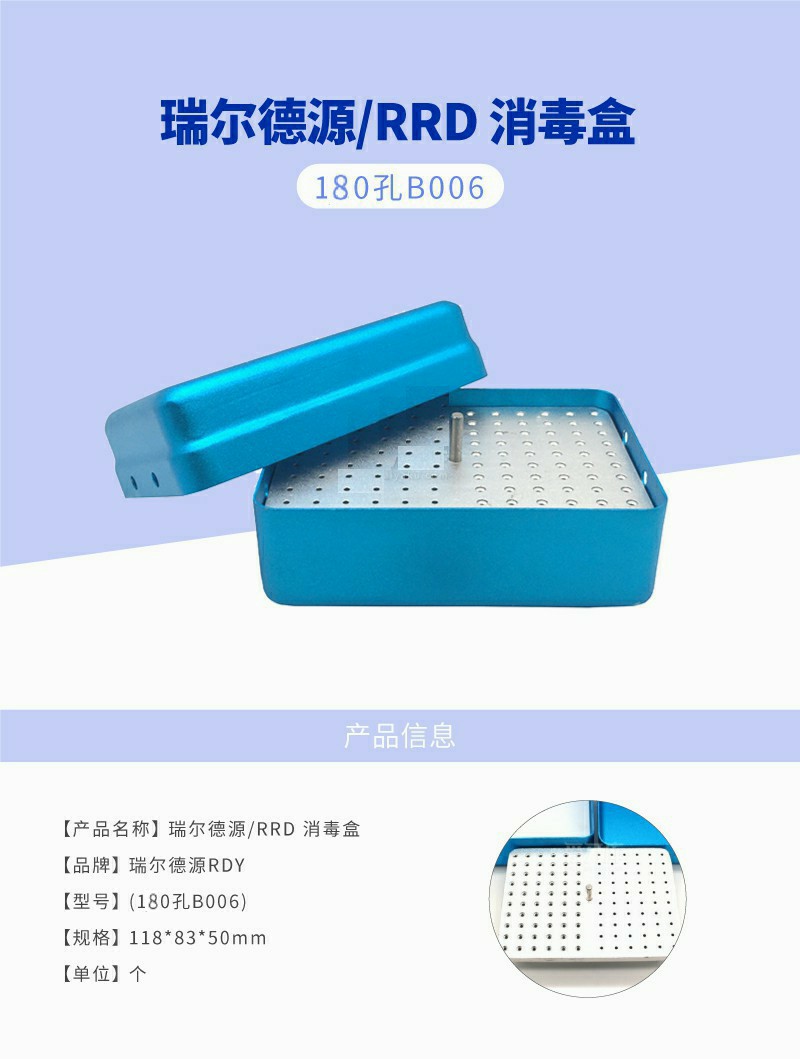 瑞尔德源/RRD 消毒盒
180孔B006
产品信息
【产品名称】瑞尔德源/RRD 消毒盒
【品牌】瑞尔德源RDY
【型号】(180孔B006)
【规格】118*83*50mm
【单位】个